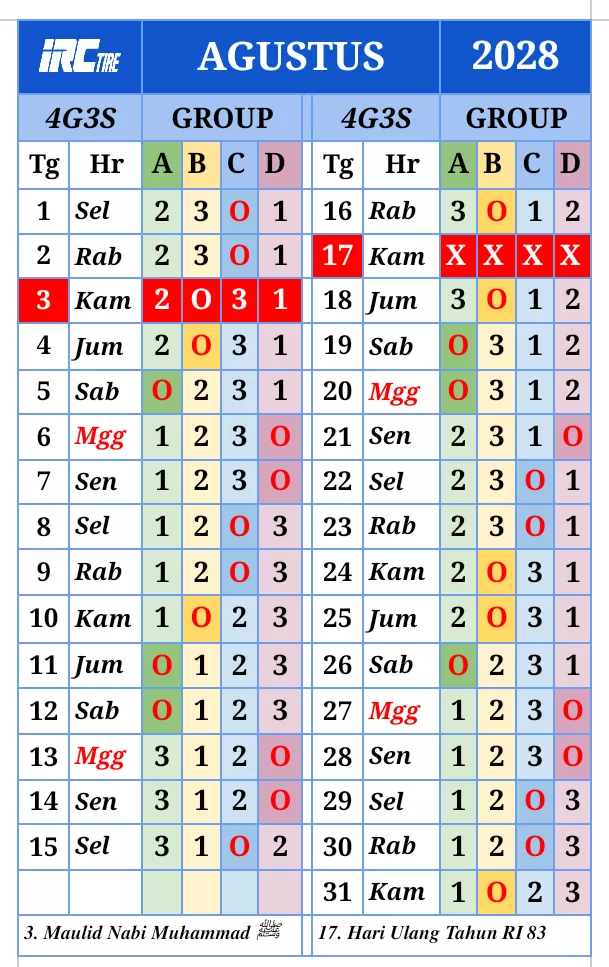 IRC TIRE AGUSTUS 2028
4G3S GROUP 4G3S GROUP
Tg Hr A B C D Tg Hr A B C D
1 Sel 2 3 O 1 16 Rab 3 O 1 2
2 Rab 2 3 O 1 17 Kam X X X X
3 Kam 2 O 3 1 18 Jum 3 O 1 2
4 Jum 2 O 3 1 19 Sab O 3 1 2
5 Sab O 2 3 1 20 Mgg O 3 1 2
6 Mgg 1 2 3 O 21 Sen 2 3 1 O
7 Sen 1 2 3 O 22 Sel 2 3 O 1
8 Sel 1 2 O 3 23 Rab 2 3 O 1
9 Rab 1 2 O 3 24 Kam 2 O 3 1
10 Kam 1 O 2 3 25 Jum 2 O 3 1
11 Jum O 1 2 3 26 Sab O 2 3 1
12 Sab O 1 2 3 27 Mgg 1 2 3 O
13 Mgg 3 1 2 O 28 Sen 1 2 3 O
14 Sen 3 1 2 O 29 Sel 1 2 O 3
15 Sel 3 1 O 2 30 Rab 1 2 O 3
31 Kam 1 O 2 3
3. Maulid Nabi Muhammad ﷺ 17. Hari Ulang Tahun RI 83